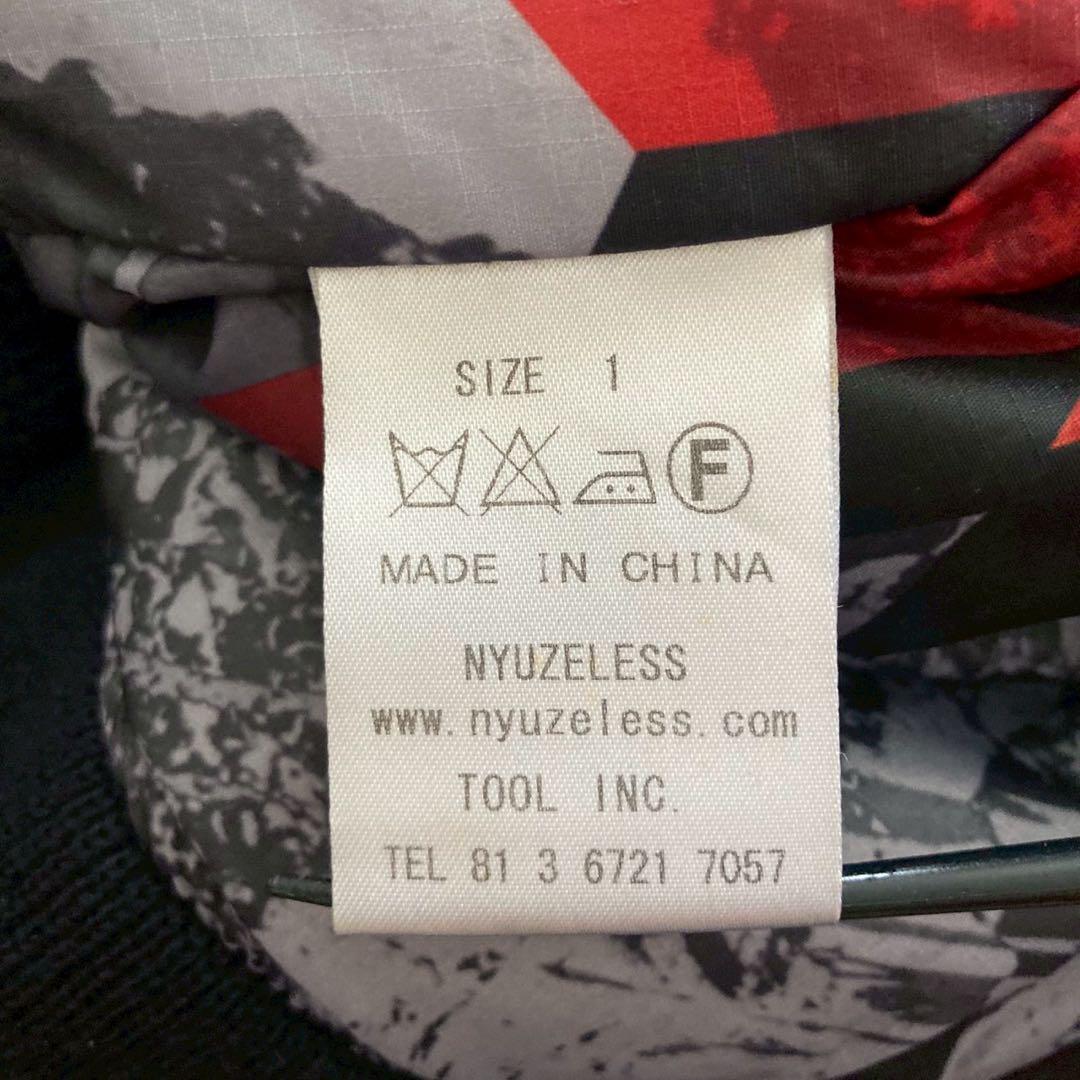 SIZE 1
F
MADE IN CHINA
NYUZELESS
www.nyuzeless.com
TOOL INC.
TEL 81 3 6721 7057